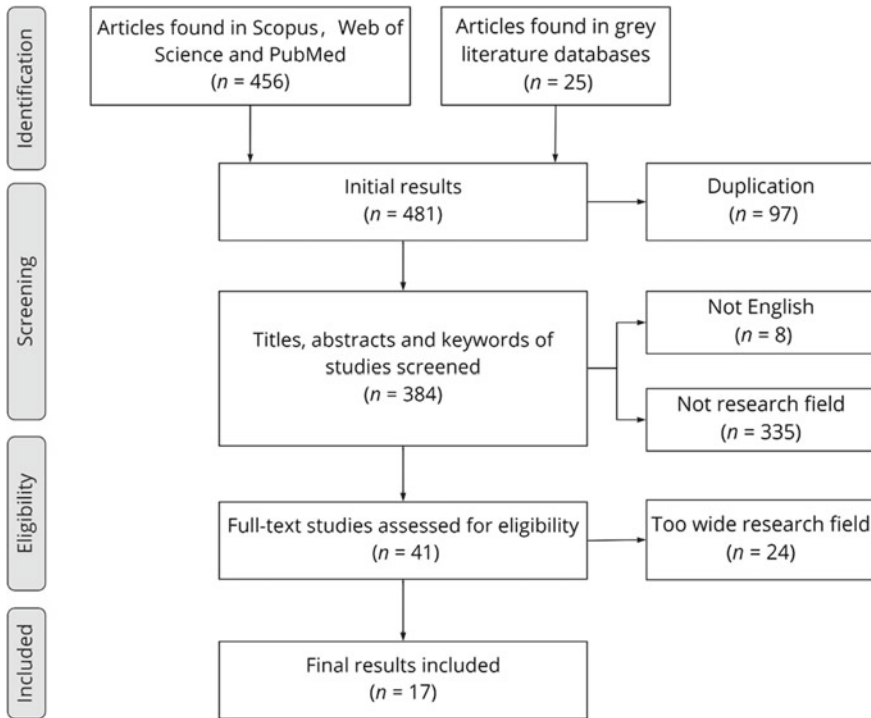 Identification
Articles found in Scopus, Web of
Science and PubMed
(n = 456)
Articles found in grey
literature databases
(n = 25)
Screening
Initial results
(n = 481)
Duplication
(n = 97)
Titles, abstracts and keywords of
studies screened
(n = 384)
Not English
(n = 8)
Not research field
(n = 335)
Eligibility
Full-text studies assessed for eligibility
(n = 41)
Too wide research field
(n = 24)
Included
Final results included
(n = 17)